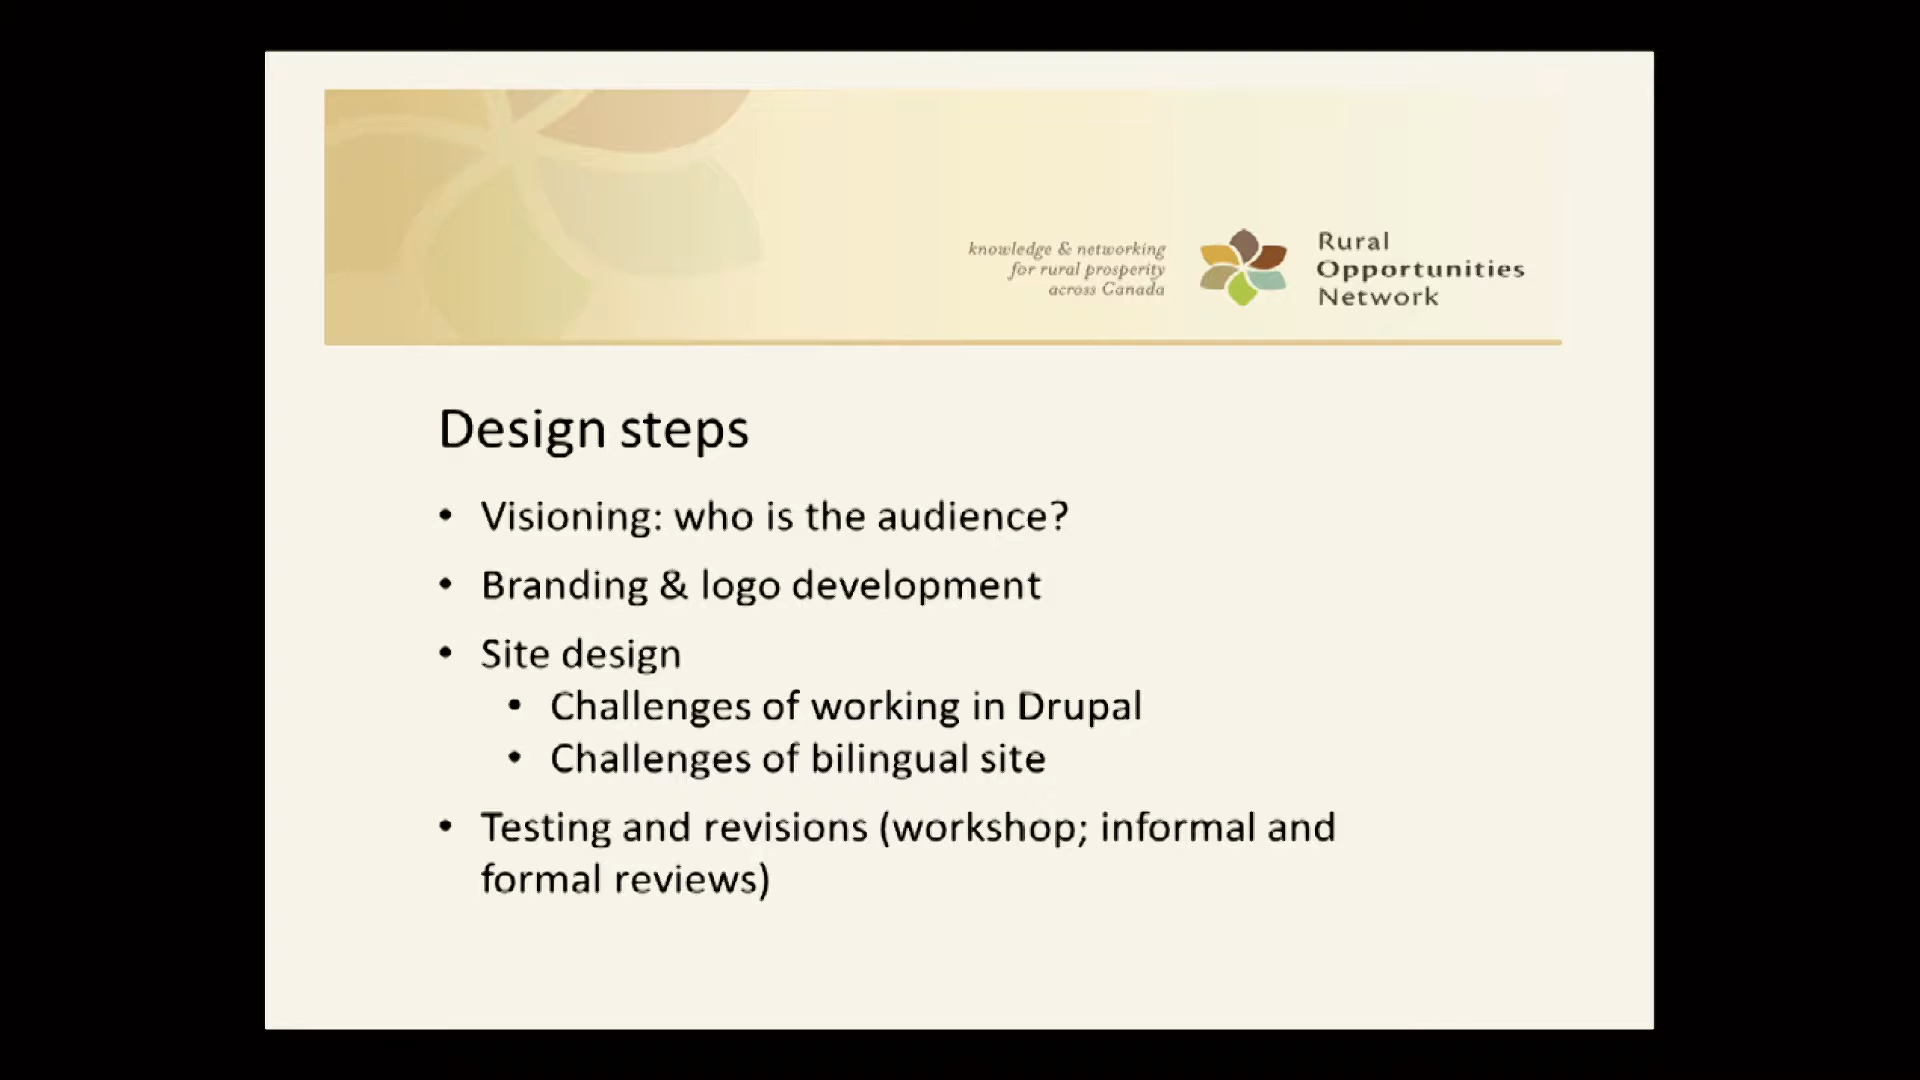 knowledge & networking
for rural prosperity
across Canada
Rural
Opportunities
Network
Design steps
• Visioning: who is the audience?
• Branding & logo development
• Site design
• Challenges of working in Drupal
• Challenges of bilingual site
• Testing and revisions (workshop; informal and
formal reviews)